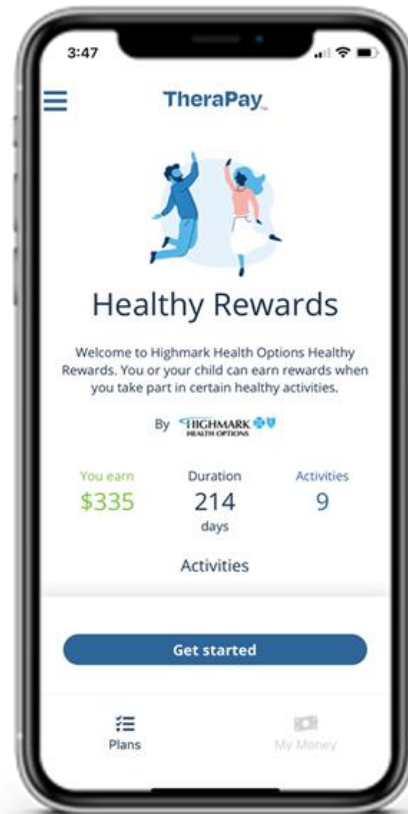 3:47
TheraPay™
Healthy Rewards
Welcome to Highmark Health Options Healthy
Rewards. You or your child can earn rewards when
you take part in certain healthy activities.
By HIGHMARK
HEALTH OPTIONS
You earn Duration Activities
$335 214 9
days
Activities
Get started
Plans My Money